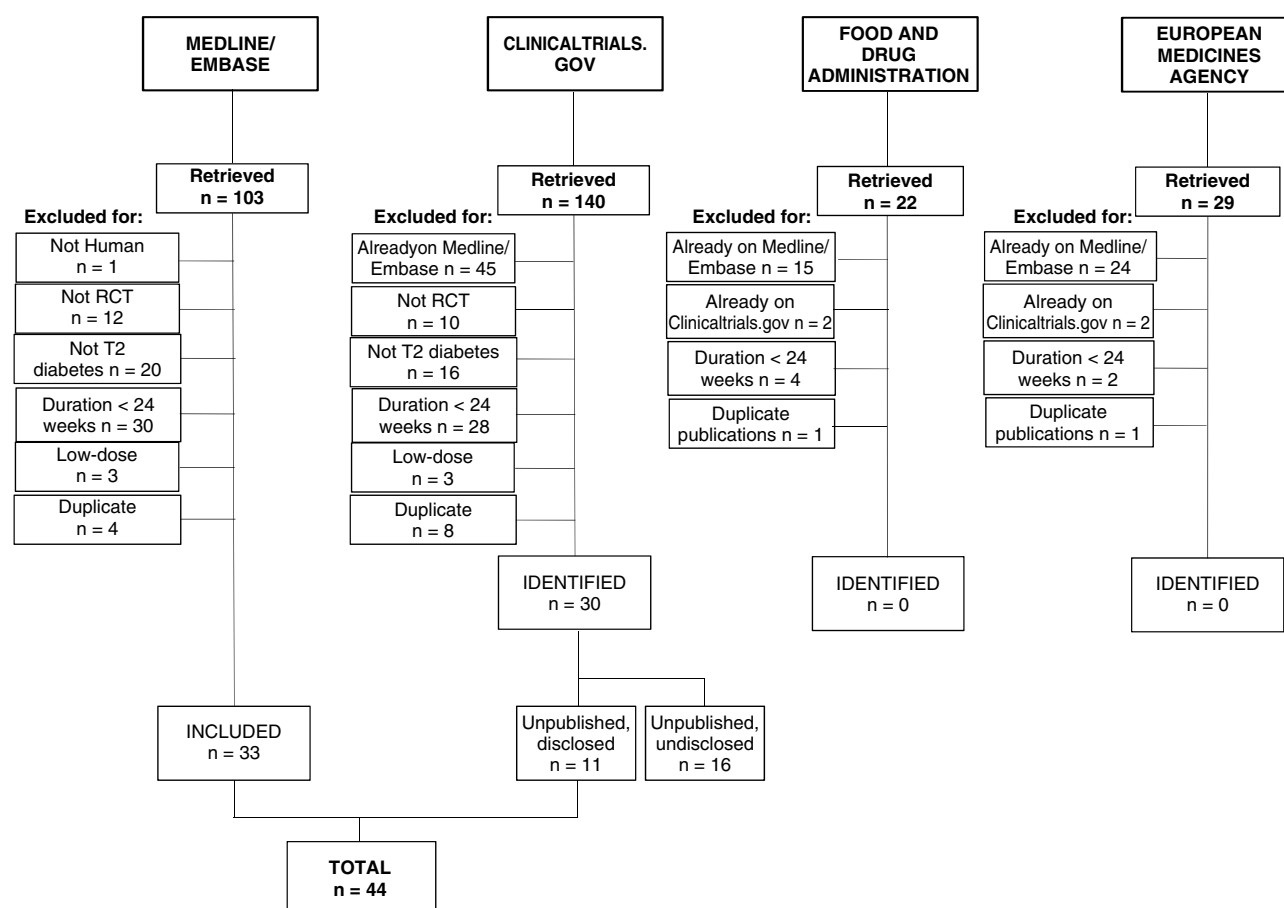 MEDLINE/
EMBASE
CLINICALTRIALS.
GOV
FOOD AND
DRUG
ADMINISTRATION
EUROPEAN
MEDICINES
AGENCY
Retrieved
n = 103
Retrieved
n = 140
Retrieved
n = 22
Retrieved
n = 29
Excluded for:
Not Human
n = 1
Not RCT
n = 12
Not T2
diabetes n = 20
Duration < 24
weeks n = 30
Low-dose
n = 3
Duplicate
n = 4
Excluded for:
Alreadyon Medline/
Embase n = 45
Not RCT
n = 10
Not T2 diabetes
n = 16
Duration < 24
weeks n = 28
Low-dose
n = 3
Duplicate
n = 8
Excluded for:
Already on Medline/
Embase n = 15
Already on
Clinicaltrials.gov n = 2
Duration < 24
weeks n = 4
Duplicate
publications n = 1
Excluded for:
Already on Medline/
Embase n = 24
Already on
Clinicaltrials.gov n = 2
Duration < 24
weeks n = 2
Duplicate
publications n = 1
IDENTIFIED
n = 30
IDENTIFIED
n = 0
IDENTIFIED
n = 0
INCLUDED
n = 33
Unpublished,
disclosed
n = 11
Unpublished,
undisclosed
n = 16
TOTAL
n = 44